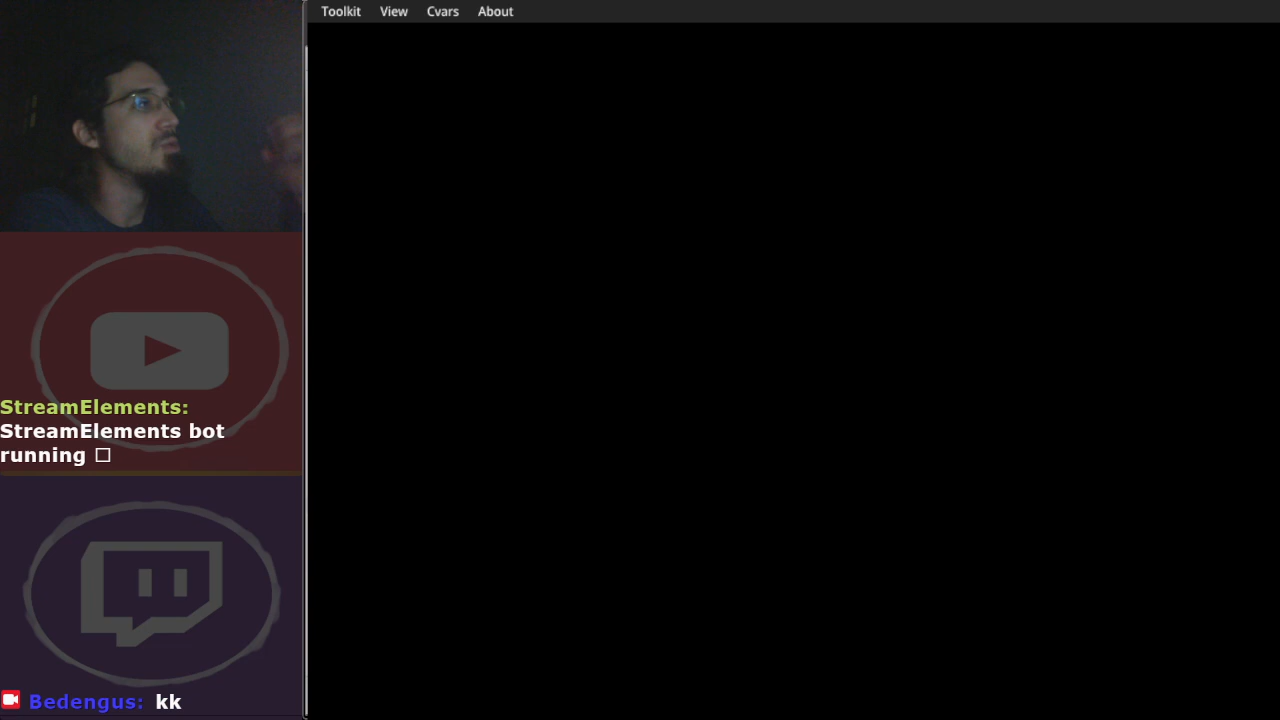 Toolkit View Cvars About
StreamElements:
StreamElements bot
running □
Bedengus: kk